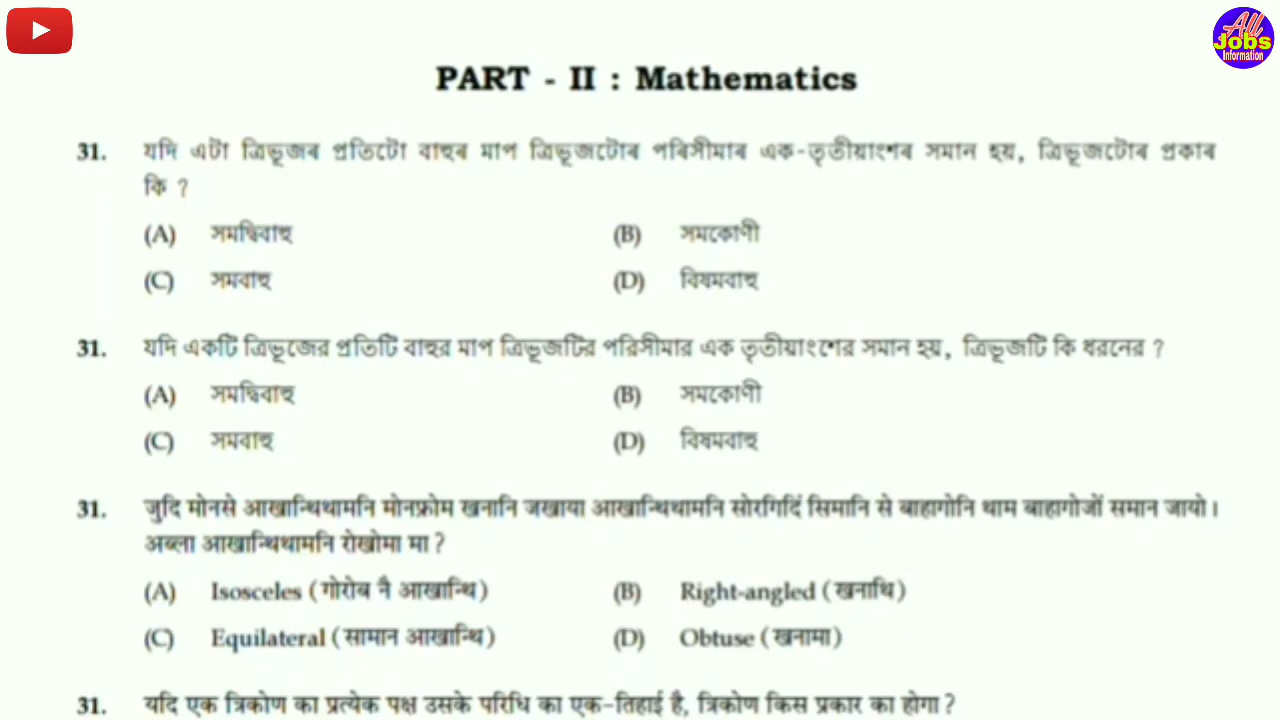 All
Jobs
Information
PART - II : Mathematics
31. যদি এটা ত্ৰিভূজৰ প্ৰতিটো বাহুৰ মাপ ত্ৰিভূজটোৰ পৰিসীমাৰ এক-তৃতীয়াংশৰ সমান হয়, ত্ৰিভূজটোৰ প্ৰকাৰ
কি ?
(A) সমদ্বিবাহু (B) সমকোণী
(C) সমবাহু (D) বিষমবাহু
31. যদি একটি ত্রিভূজের প্রতিটি বাহুর মাপ ত্রিভূজটির পরিসীমার এক তৃতীয়াংশের সমান হয়, ত্রিভূজটি কি ধরনের ?
(A) সমদ্বিবাহু (B) সমকোণী
(C) সমবাহু (D) বিষমবাহু
31. जुदि मोनसे आखान्थिथामनि मोनफ्रोम खनानि जखाया आखान्थिथामनि सोरगिदिं सिमानि से बाहागोनि थाम बाहागोजों समान जायो।
अब्ला आखान्थिथामनि रोखोमा मा ?
(A) Isosceles (गोरोब नै आखान्थि) (B) Right-angled (खनाथि)
(C) Equilateral (सामान आखान्थि) (D) Obtuse (खनामा)
31. यदि एक त्रिकोण का प्रत्येक पक्ष उसके परिधि का एक-तिहाई है, त्रिकोण किस प्रकार का होगा ?